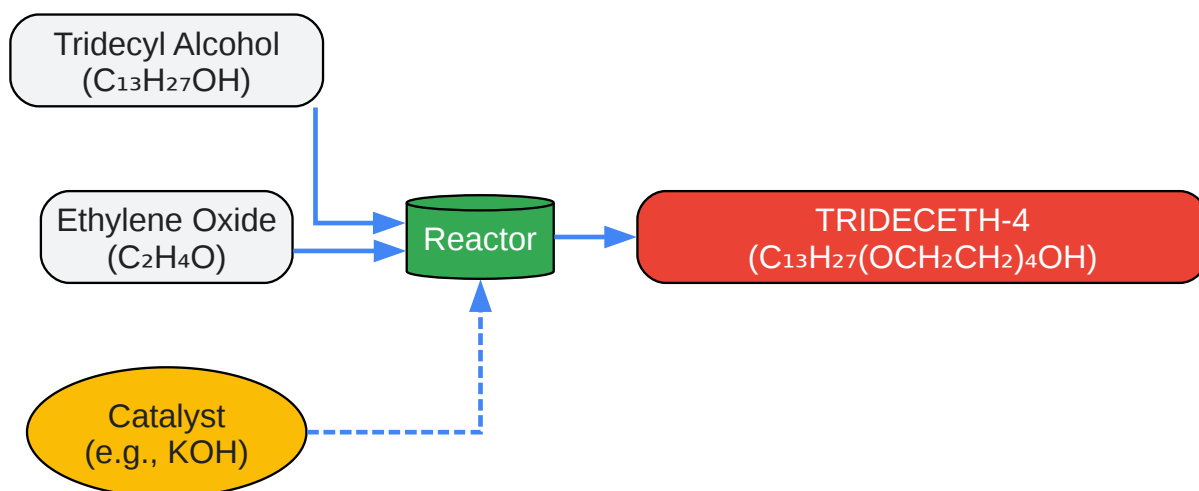 Tridecyl Alcohol
(C₁₃H₂₇OH)
Ethylene Oxide
(C₂H₄O)
Reactor
TRIDECETH-4
(C₁₃H₂₇(OCH₂CH₂)₄OH)
Catalyst
(e.g., KOH)